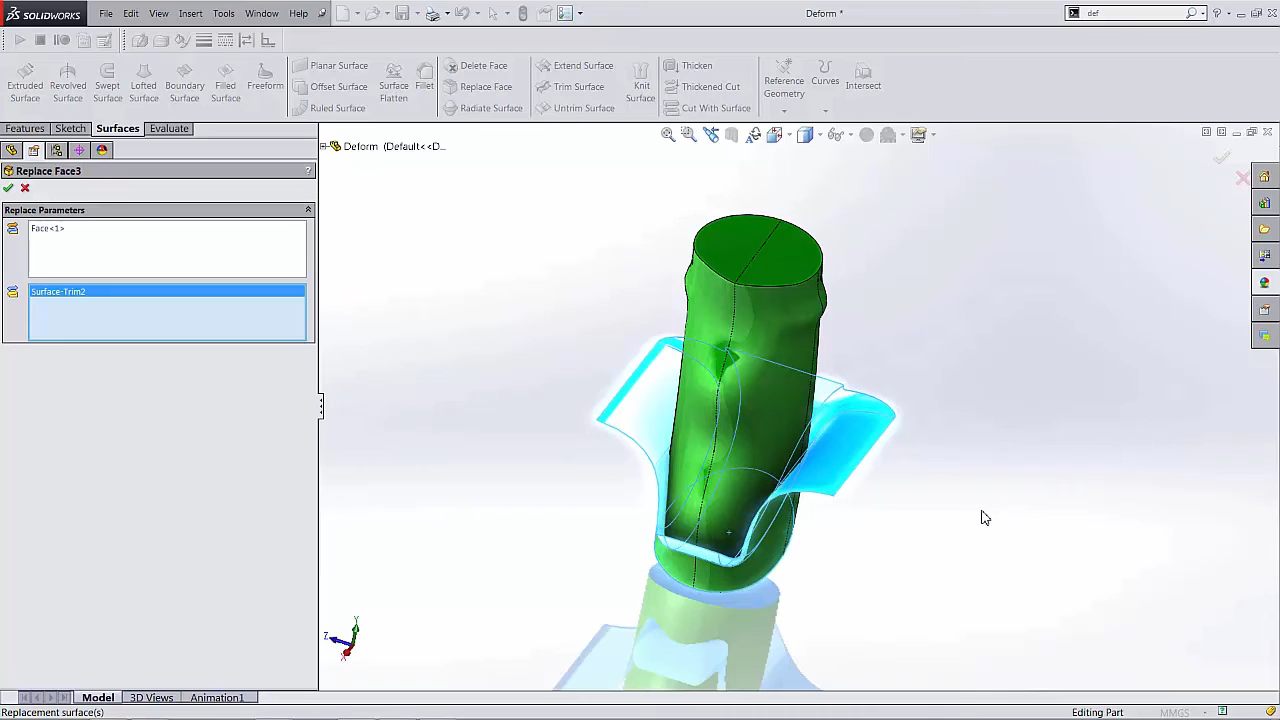 SOLIDWORKS File Edit View Insert Tools Window Help Deform * def
Extruded Surface
Revolved Surface
Swept Surface
Lofted Surface
Boundary Surface
Filled Surface
Freeform
Planar Surface
Offset Surface
Ruled Surface
Surface Flatten
Fillet
Delete Face
Replace Face
Radiate Surface
Extend Surface
Trim Surface
Untrim Surface
Knit Surface
Thicken
Thickened Cut
Cut With Surface
Reference Geometry
Curves
Intersect
Features Sketch Surfaces Evaluate
Deform (Default<<D...
Replace Face3 ?
Replace Parameters
Face<1>
Surface-Trim2
Y
Z
X
Model 3D Views Animation1
Replacement surface(s) Editing Part MMGS